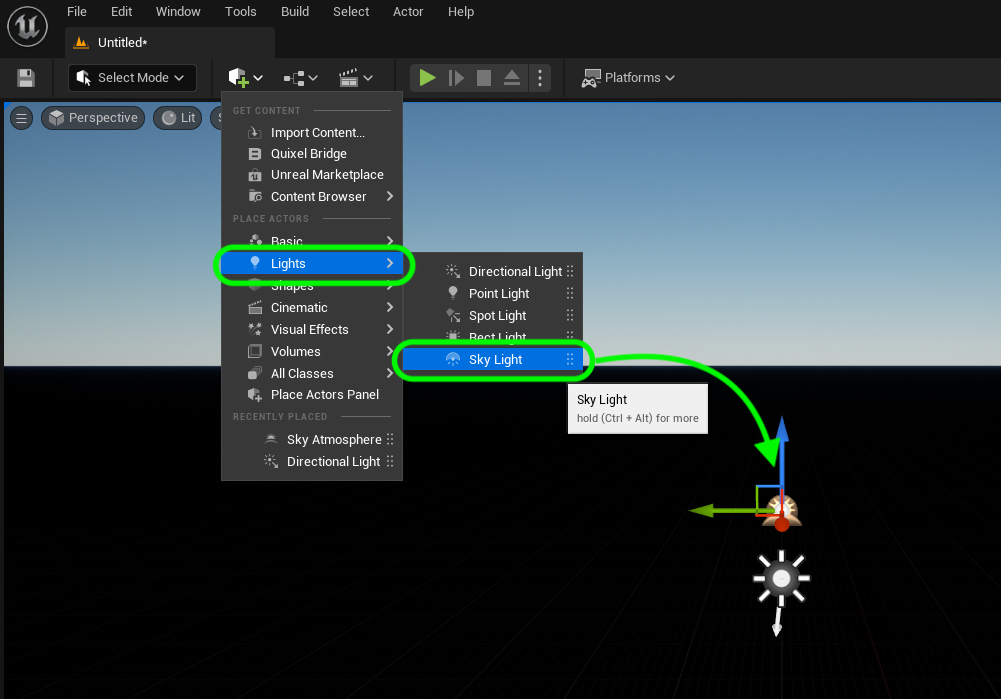 File Edit Window Tools Build Select Actor Help
Untitled*
Select Mode
Platforms
Perspective
Lit
GET CONTENT
Import Content...
Quixel Bridge
Unreal Marketplace
Content Browser
PLACE ACTORS
Basic
Lights
Shapes
Cinematic
Visual Effects
Volumes
All Classes
Place Actors Panel
RECENTLY PLACED
Sky Atmosphere
Directional Light
Directional Light
Point Light
Spot Light
Rect Light
Sky Light
Sky Light
hold (Ctrl + Alt) for more